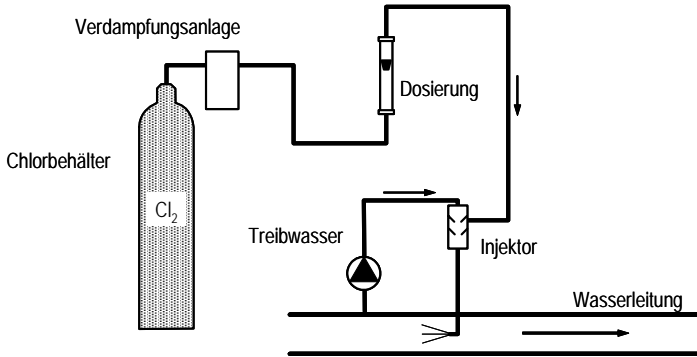 Verdampfungsanlage
Dosierung
Chlorbehälter
Cl₂
Treibwasser
Injektor
Wasserleitung